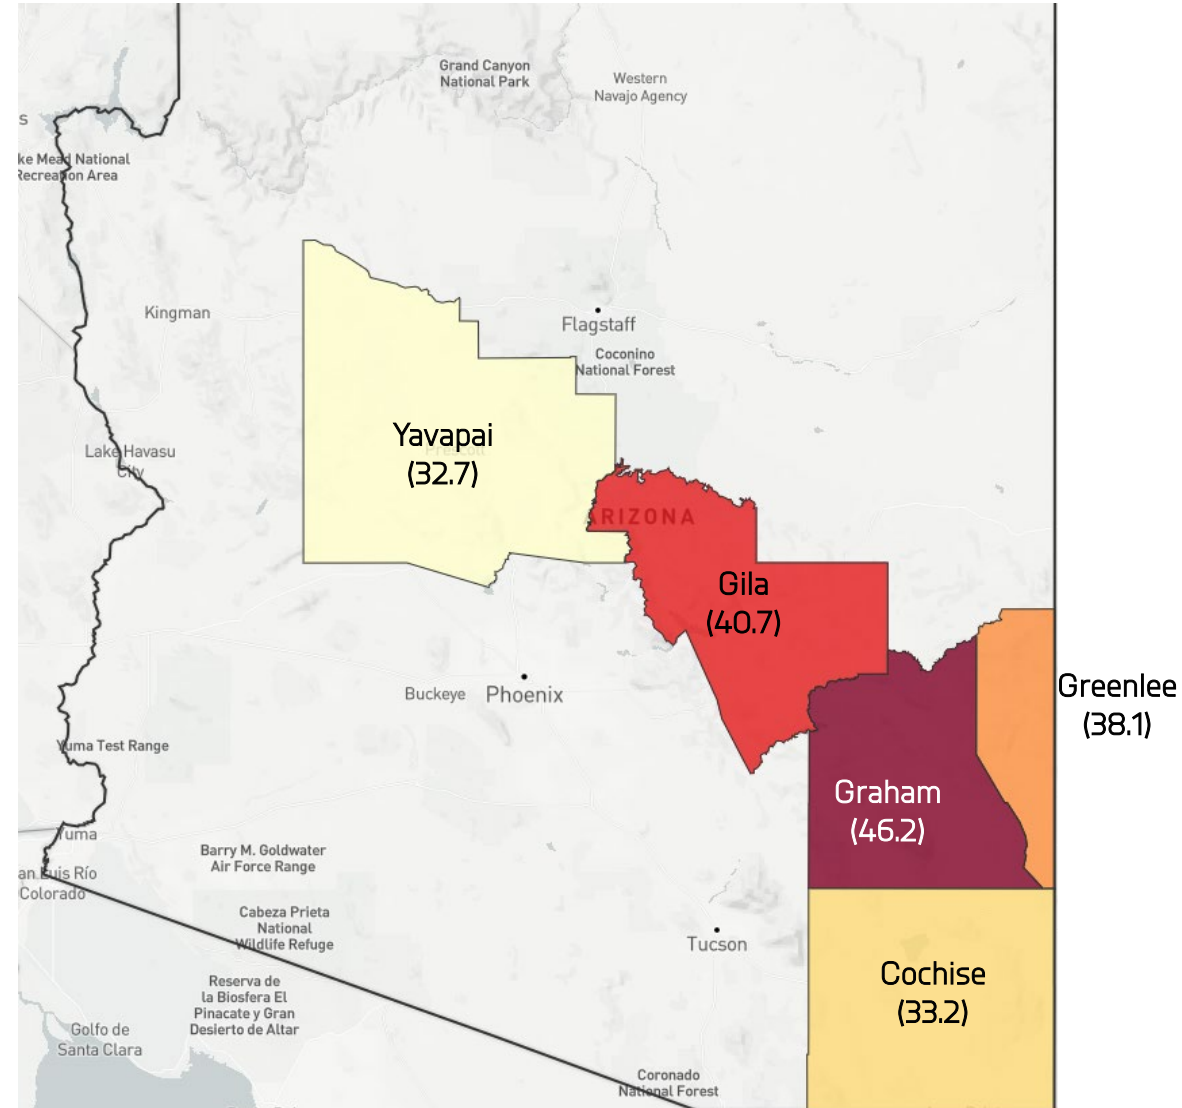 Grand Canyon
National Park
Western
Navajo Agency
s
ke Mead National
Recreation Area
Kingman
Flagstaff
Coconino
National Forest
Yavapai
Prescott
(32.7)
Lake Havasu
City
ARIZONA
Gila
(40.7)
Greenlee
(38.1)
Buckeye
Phoenix
Yuma Test Range
Graham
(46.2)
Yuma
Barry M. Goldwater
Air Force Range
an Luis Río
Colorado
Cabeza Prieta
National
Wildlife Refuge
Tucson
Cochise
(33.2)
Reserva de
la Biosfera El
Pinacate y Gran
Desierto de Altar
Golfo de
Santa Clara
Coronado
National Forest